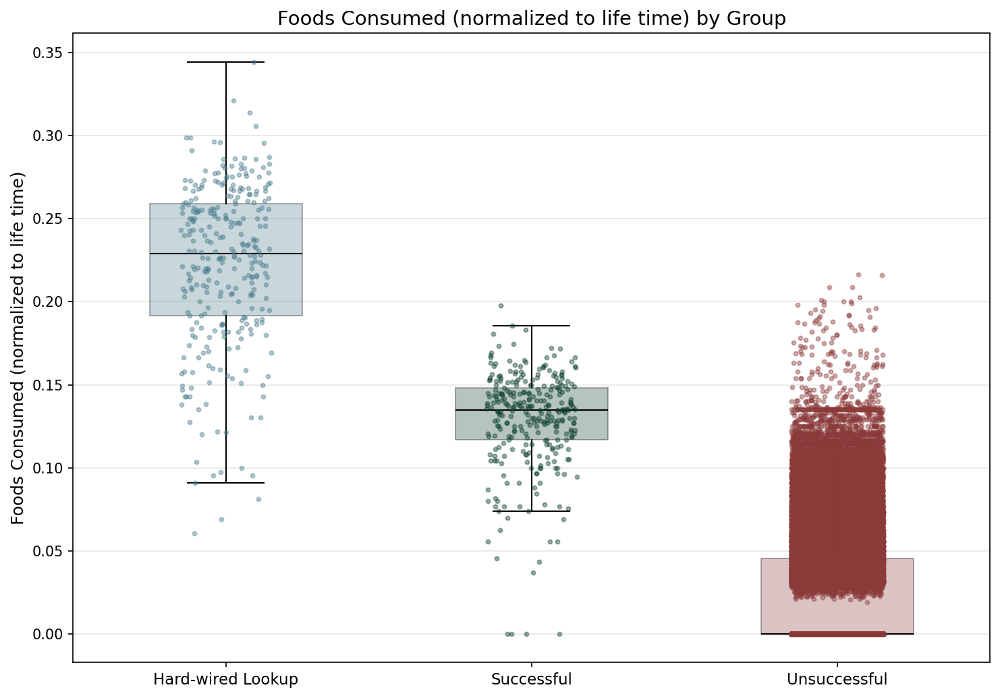 Foods Consumed (normalized to life time) by Group
Foods Consumed (normalized to life time)
0.35
0.30
0.25
0.20
0.15
0.10
0.05
0.00
Hard-wired Lookup
Successful
Unsuccessful